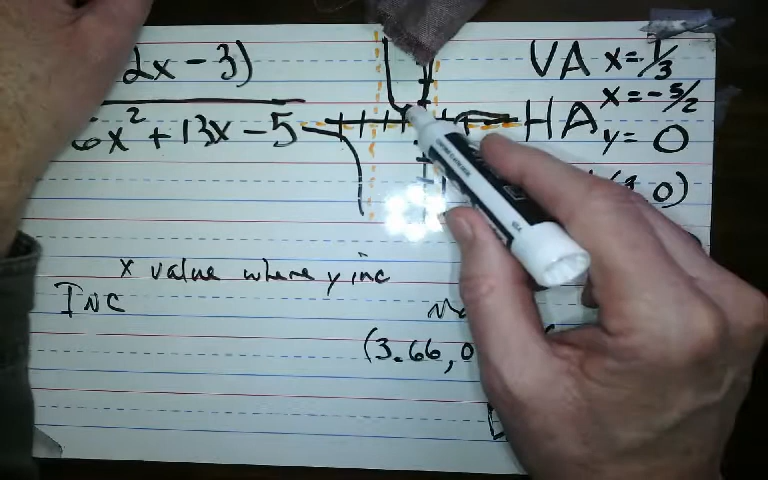 2x - 3)
6x² + 13x - 5
VA x = 1/3
x = -5/2
HA y = 0
0)
x value where y inc
INC
(3.66, 0